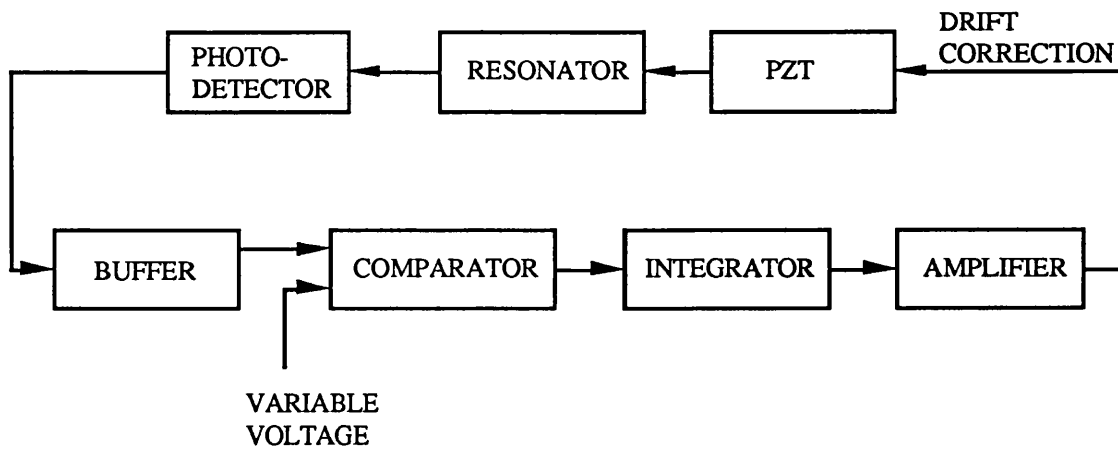 DRIFT
CORRECTION
PHOTO-
DETECTOR
RESONATOR
PZT
BUFFER
COMPARATOR
INTEGRATOR
AMPLIFIER
VARIABLE
VOLTAGE